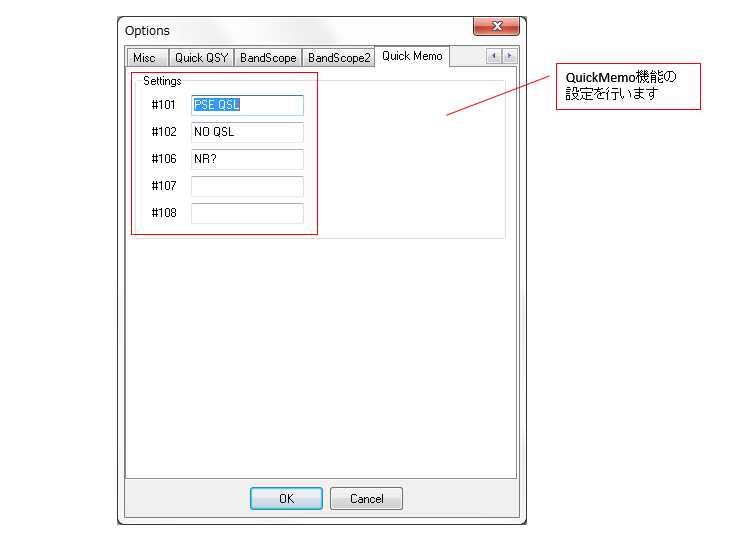 Options
Misc
Quick QSY
BandScope
BandScope2
Quick Memo
Settings
#101 PSE QSL
#102 NO QSL
#106 NR?
#107
#108
OK
Cancel
QuickMemo機能の
設定を行います